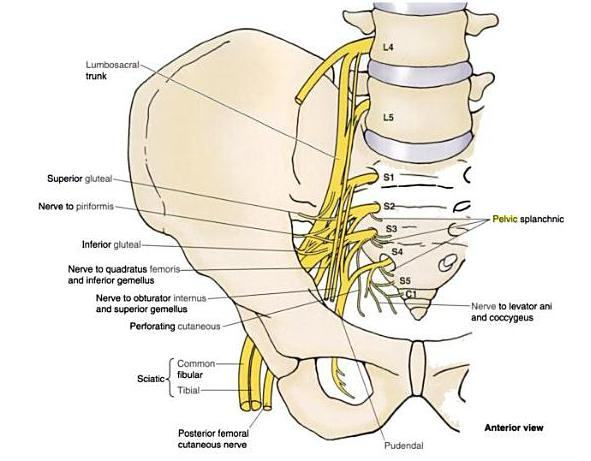 L4
Lumbosacral
trunk
L5
S1
Superior gluteal
S2
Nerve to piriformis
Pelvic splanchnic
S3
Inferior gluteal
S4
Nerve to quadratus femoris
and inferior gemellus
S5
C1
Nerve to obturator internus
and superior gemellus
Nerve to levator ani
and coccygeus
Perforating cutaneous
Common
fibular
Sciatic
Tibial
Anterior view
Posterior femoral
cutaneous nerve
Pudendal